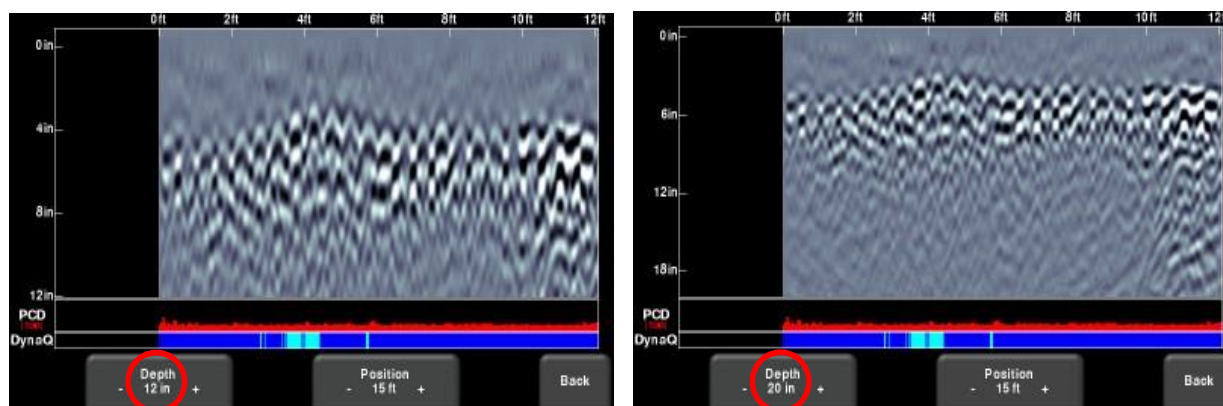 0ft 2ft 4ft 6ft 8ft 10ft 12ft
0in
4in
8in
12in
PCD
DynaQ
Depth
- 12 in +
Position
- 15 ft +
Back
0ft 2ft 4ft 6ft 8ft 10ft 12
0in
6in
12in
18in
PCD
DynaQ
Depth
- 20 in +
Position
- 15 ft +
Back